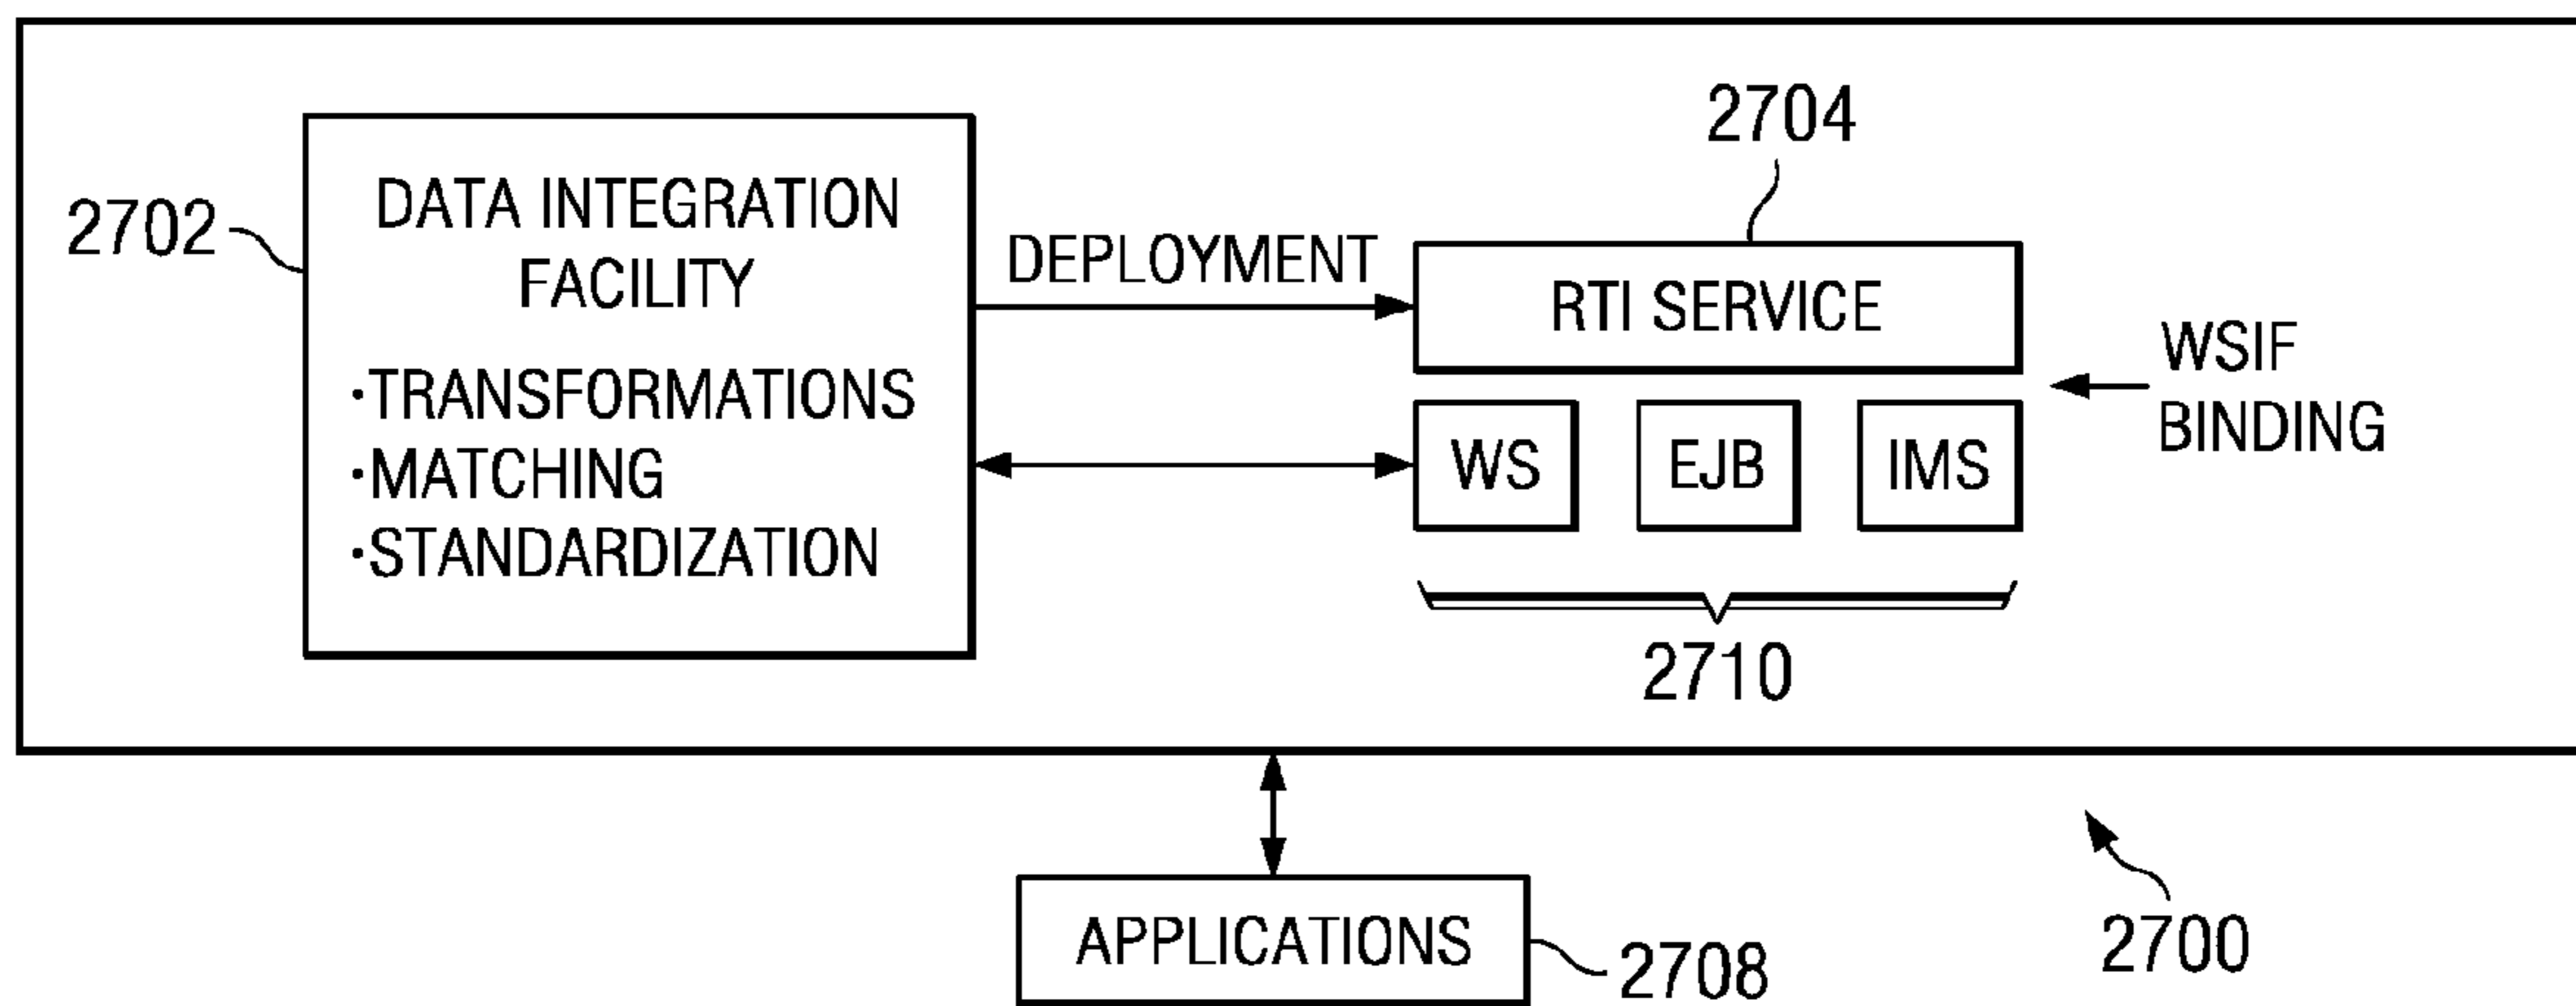 2704
2702
DATA INTEGRATION
FACILITY
·TRANSFORMATIONS
·MATCHING
·STANDARDIZATION
DEPLOYMENT
RTI SERVICE
WSIF
BINDING
WS
EJB
IMS
2710
APPLICATIONS
2708
2700